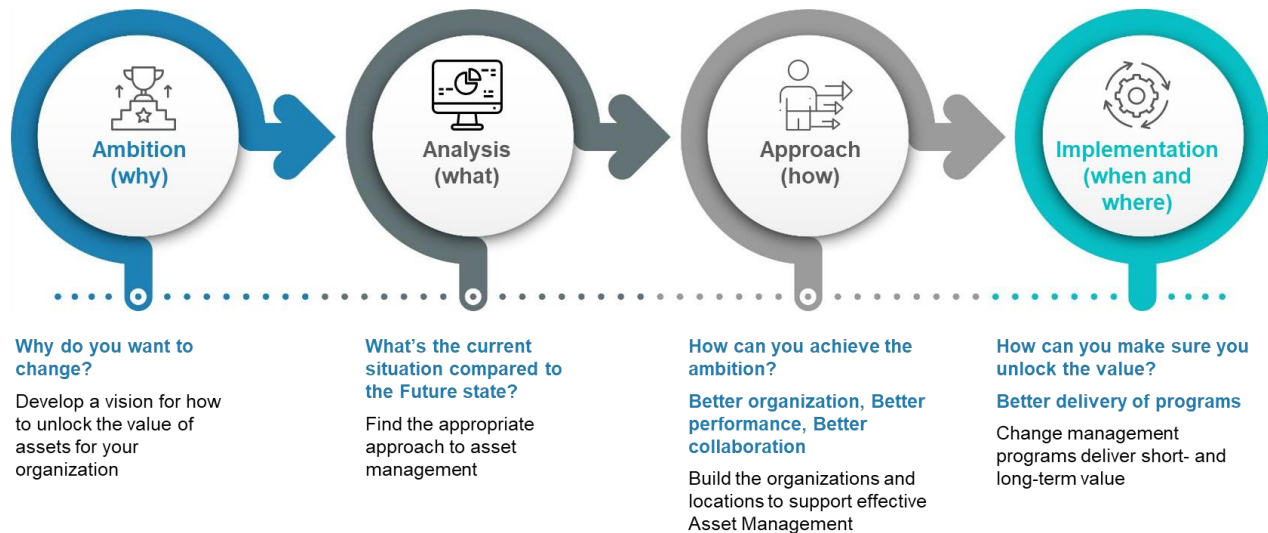 Ambition
(why)
Analysis
(what)
Approach
(how)
Implementation
(when and
where)
Why do you want to
change?
Develop a vision for how
to unlock the value of
assets for your
organization
What's the current
situation compared to
the Future state?
Find the appropriate
approach to asset
management
How can you achieve the
ambition?
Better organization, Better
performance, Better
collaboration
Build the organizations and
locations to support effective
Asset Management
How can you make sure you
unlock the value?
Better delivery of programs
Change management
programs deliver short- and
long-term value